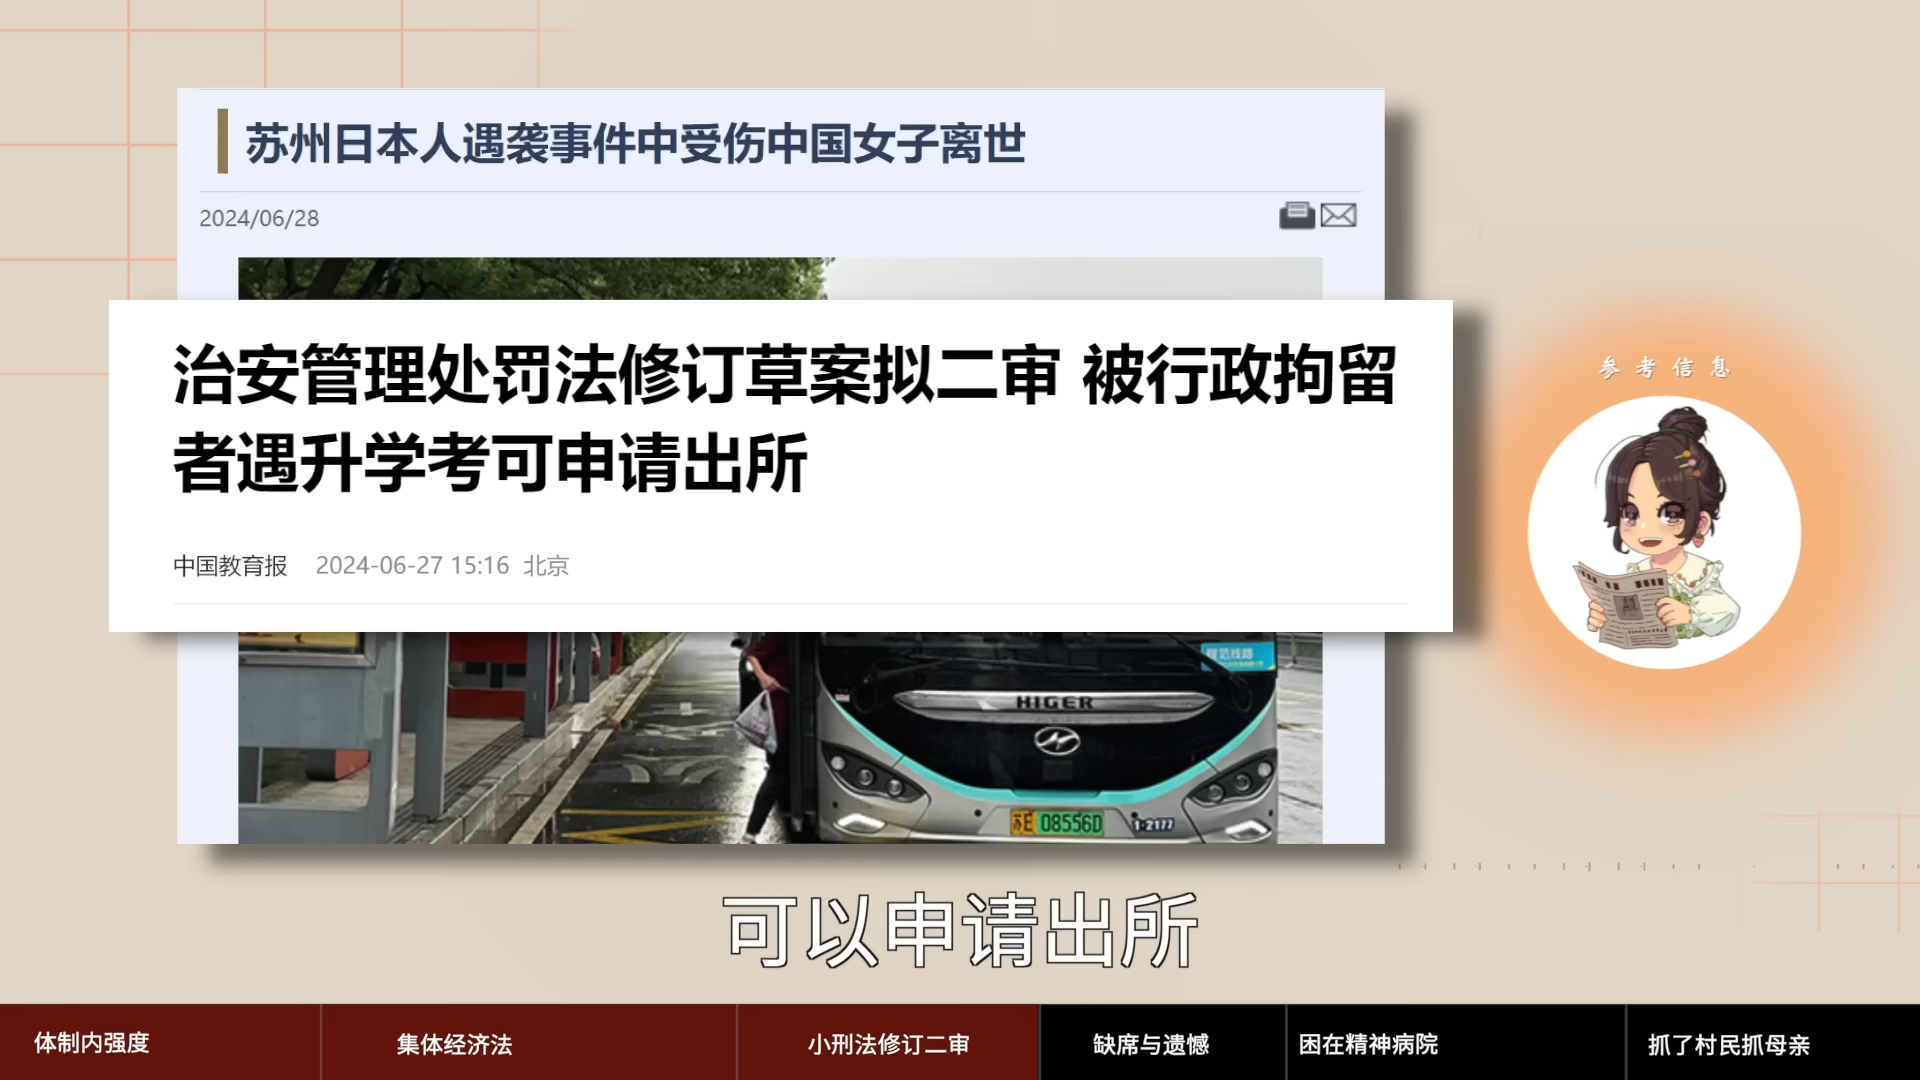 苏州日本人遇袭事件中受伤中国女子离世
2024/06/28
治安管理处罚法修订草案拟二审 被行政拘留
者遇升学考可申请出所
中国教育报 2024-06-27 15:16 北京
参考信息
HIGER
苏E 08556D
1-2177
可以申请出所
体制内强度
集体经济法
小刑法修订二审
缺席与遗憾
困在精神病院
抓了村民抓母亲